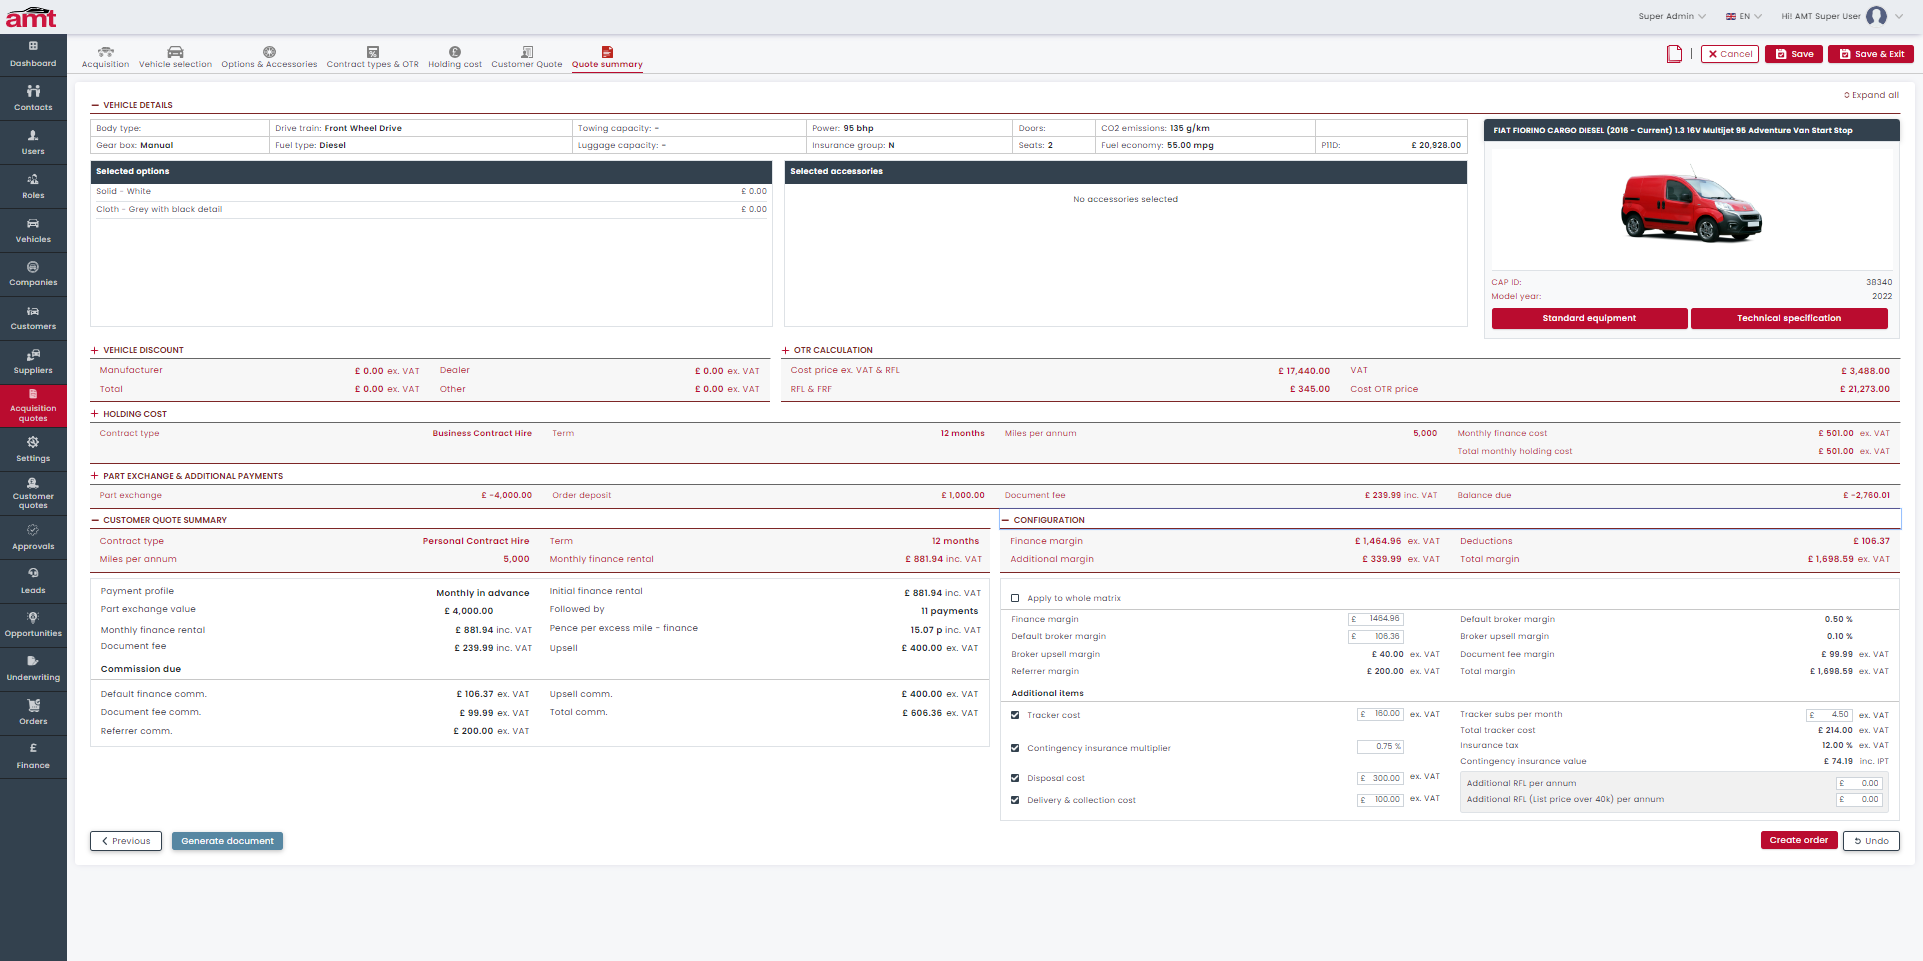 amt
Super Admin EN Hi! AMT Super User
Dashboard
Contacts
Users
Roles
Vehicles
Companies
Customers
Suppliers
Acquisition
quotes
Settings
Customer
quotes
Approvals
Leads
Opportunities
Underwriting
Orders
Finance
Acquisition Vehicle selection Options & Accessories Contract types & OTR Holding cost Customer Quote Quote summary
Cancel Save Save & Exit
Expand all
VEHICLE DETAILS
Body type: Drive train: Front Wheel Drive Towing capacity: - Power: 95 bhp Doors: CO2 emissions: 135 g/km
Gear box: Manual Fuel type: Diesel Luggage capacity: - Insurance group: N Seats: 2 Fuel economy: 55.00 mpg P11D: £ 20,928.00
Selected options
Solid - White £ 0.00
Cloth - Grey with black detail £ 0.00
Selected accessories
No accessories selected
FIAT FIORINO CARGO DIESEL (2016 - Current) 1.3 16V Multijet 95 Adventure Van Start Stop
CAP ID: 38340
Model year: 2022
Standard equipment Technical specification
VEHICLE DISCOUNT
Manufacturer £ 0.00 ex. VAT Dealer £ 0.00 ex. VAT
Total £ 0.00 ex. VAT Other £ 0.00 ex. VAT
OTR CALCULATION
Cost price ex. VAT & RFL £ 17,440.00 VAT £ 3,488.00
RFL & FRF £ 345.00 Cost OTR price £ 21,273.00
HOLDING COST
Contract type Business Contract Hire Term 12 months Miles per annum 5,000 Monthly finance cost £ 501.00 ex. VAT
Total monthly holding cost £ 501.00 ex. VAT
PART EXCHANGE & ADDITIONAL PAYMENTS
Part exchange £ -4,000.00 Order deposit £ 1,000.00 Document fee £ 239.99 inc. VAT Balance due £ -2,760.01
CUSTOMER QUOTE SUMMARY
Contract type Personal Contract Hire Term 12 months
Miles per annum 5,000 Monthly finance rental £ 881.94 inc. VAT
Payment profile Monthly in advance Initial finance rental £ 881.94 inc. VAT
Part exchange value £ 4,000.00 Followed by 11 payments
Monthly finance rental £ 881.94 inc. VAT Pence per excess mile - finance 15.07 p inc. VAT
Document fee £ 239.99 inc. VAT Upsell £ 400.00 ex. VAT
Commission due
Default finance comm. £ 106.37 ex. VAT Upsell comm. £ 400.00 ex. VAT
Document fee comm. £ 99.99 ex. VAT Total comm. £ 606.36 ex. VAT
Referrer comm. £ 200.00 ex. VAT
CONFIGURATION
Finance margin £ 1,464.96 ex. VAT Deductions £ 106.37
Additional margin £ 339.99 ex. VAT Total margin £ 1,698.59 ex. VAT
Apply to whole matrix
Finance margin £ 1464.96 Default broker margin 0.50 %
Default broker margin £ 106.36 Broker upsell margin 0.10 %
Broker upsell margin £ 40.00 ex. VAT Document fee margin £ 99.99 ex. VAT
Referrer margin £ 200.00 ex. VAT Total margin £ 1,698.59 ex. VAT
Additional items
Tracker cost £ 160.00 ex. VAT Tracker subs per month £ 4.50 ex. VAT
Total tracker cost £ 214.00 ex. VAT
Contingency insurance multiplier 0.75 % Insurance tax 12.00 % ex. VAT
Contingency insurance value £ 74.19 inc. IPT
Disposal cost £ 300.00 ex. VAT Additional RFL per annum £ 0.00
Delivery & collection cost £ 100.00 ex. VAT Additional RFL (List price over 40k) per annum £ 0.00
Previous Generate document Create order Undo